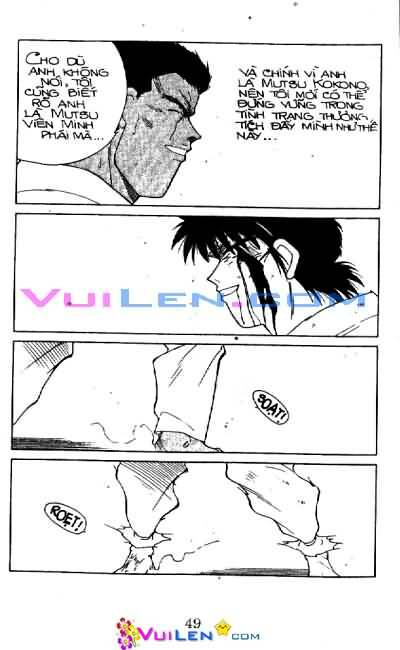 CHO DÙ
ANH KHÔNG
NÓI, TÔI
CŨNG BIẾT
RÕ ANH
LÀ MUTSU
VIÊN MINH
PHÁI MÀ...
VÀ CHÍNH VÌ ANH
LÀ MUTSU KOKONO,
NÊN TÔI MỚI CÓ THỂ
ĐỨNG VỮNG TRONG
TÌNH TRẠNG THƯƠNG
TÍCH ĐẦY MÌNH NHƯ THẾ
NÀY...
VUILEN.COM
SOẠT!
ROẸT!
49
VUILEN COM